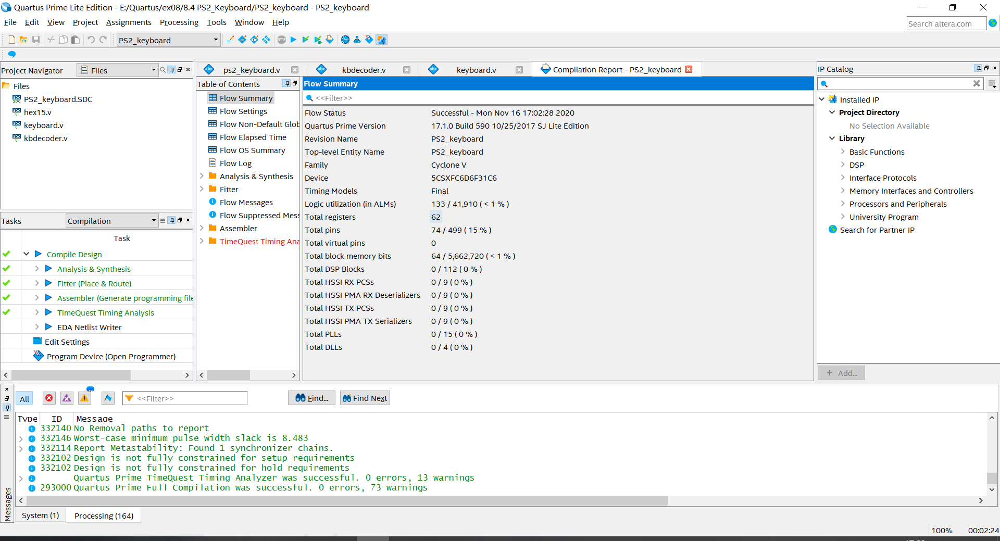 Quartus Prime Lite Edition - E:/Quartus/ex08/8.4 PS2_Keyboard/PS2_keyboard - PS2_keyboard
File Edit View Project Assignments Processing Tools Window Help
Search altera.com
PS2_keyboard
Project Navigator Files
Files
PS2_keyboard.SDC
hex15.v
keyboard.v
kbdecoder.v
Tasks Compilation
Task
Compile Design
Analysis & Synthesis
Fitter (Place & Route)
Assembler (Generate programming file
TimeQuest Timing Analysis
EDA Netlist Writer
Edit Settings
Program Device (Open Programmer)
ps2_keyboard.v kbdecoder.v keyboard.v Compilation Report - PS2_keyboard
Table of Contents
Flow Summary
Flow Settings
Flow Non-Default Glob
Flow Elapsed Time
Flow OS Summary
Flow Log
Analysis & Synthesis
Fitter
Flow Messages
Flow Suppressed Mess
Assembler
TimeQuest Timing Ana
Flow Summary
<<Filter>>
Flow Status Successful - Mon Nov 16 17:02:28 2020
Quartus Prime Version 17.1.0 Build 590 10/25/2017 SJ Lite Edition
Revision Name PS2_keyboard
Top-level Entity Name PS2_keyboard
Family Cyclone V
Device 5CSXFC6D6F31C6
Timing Models Final
Logic utilization (in ALMs) 133 / 41,910 ( < 1 % )
Total registers 62
Total pins 74 / 499 ( 15 % )
Total virtual pins 0
Total block memory bits 64 / 5,662,720 ( < 1 % )
Total DSP Blocks 0 / 112 ( 0 % )
Total HSSI RX PCSs 0 / 9 ( 0 % )
Total HSSI PMA RX Deserializers 0 / 9 ( 0 % )
Total HSSI TX PCSs 0 / 9 ( 0 % )
Total HSSI PMA TX Serializers 0 / 9 ( 0 % )
Total PLLs 0 / 15 ( 0 % )
Total DLLs 0 / 4 ( 0 % )
IP Catalog
Installed IP
Project Directory
No Selection Available
Library
Basic Functions
DSP
Interface Protocols
Memory Interfaces and Controllers
Processors and Peripherals
University Program
Search for Partner IP
+ Add...
All <<Filter>> Find... Find Next
Type ID Message
332140 No Removal paths to report
332146 Worst-case minimum pulse width slack is 8.483
332114 Report Metastability: Found 1 synchronizer chains.
332102 Design is not fully constrained for setup requirements
332102 Design is not fully constrained for hold requirements
Quartus Prime TimeQuest Timing Analyzer was successful. 0 errors, 13 warnings
293000 Quartus Prime Full Compilation was successful. 0 errors, 73 warnings
Messages
System (1) Processing (164)
100% 00:02:24